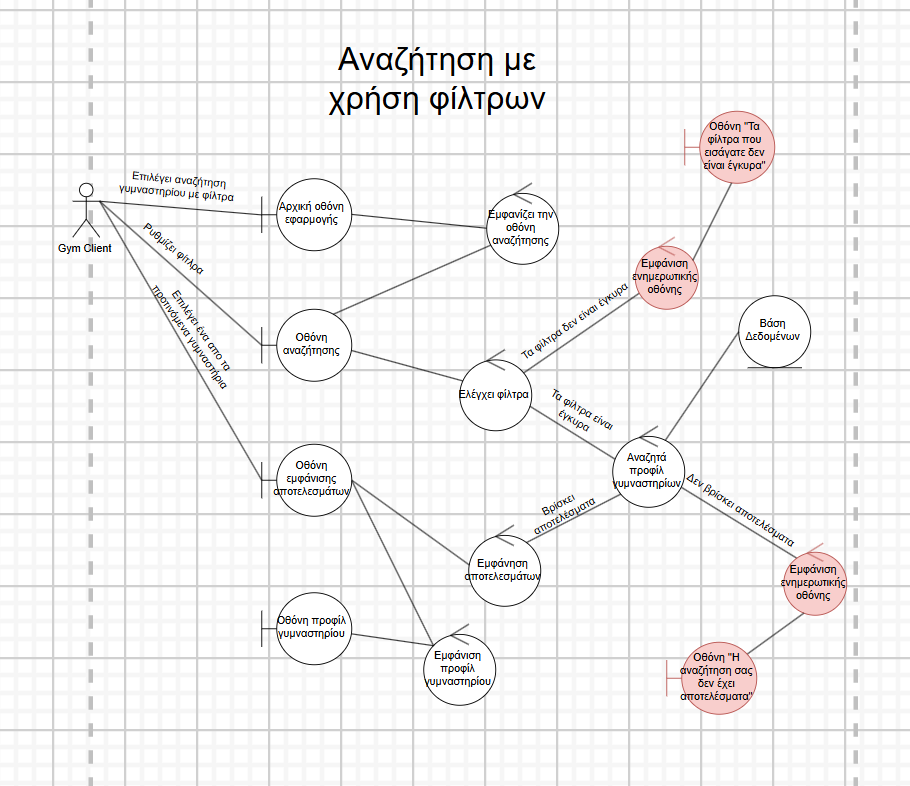 Αναζήτηση με
χρήση φίλτρων
Οθόνη "Τα
φίλτρα που
εισάγατε δεν
είναι έγκυρα"
Επιλέγει αναζήτηση
γυμναστηρίου με φίλτρα
Gym Client
Αρχική οθόνη
εφαρμογής
Εμφανίζει την
οθόνη
αναζήτησης
Ρυθμίζει φίτλρα
Εμφάνιση
ενημερωτικής
οθόνης
Επιλέγει ένα απο τα
προτινόμενα γυμναστήρια
Οθόνη
αναζήτησης
Τα φίλτρα δεν είναι έγκυρα
Βάση
Δεδομένων
Ελέγχει φίλτρα
Τα φίλτρα είναι
έγκυρα
Αναζητά
προφίλ
γυμναστηρίων
Οθόνη
εμφάνισης
αποτελεσμάτων
Βρίσκει
αποτελέσματα
Δεν βρίσκει αποτελέσματα
Εμφάνηση
αποτελεσμάτων
Εμφάνιση
ενημερωτικής
οθόνης
Οθόνη προφίλ
γυμναστηρίου
Εμφάνιση
προφίλ
γυμναστηρίου
Οθόνη "Η
αναζήτηση σας
δεν έχει
αποτελέσματα"